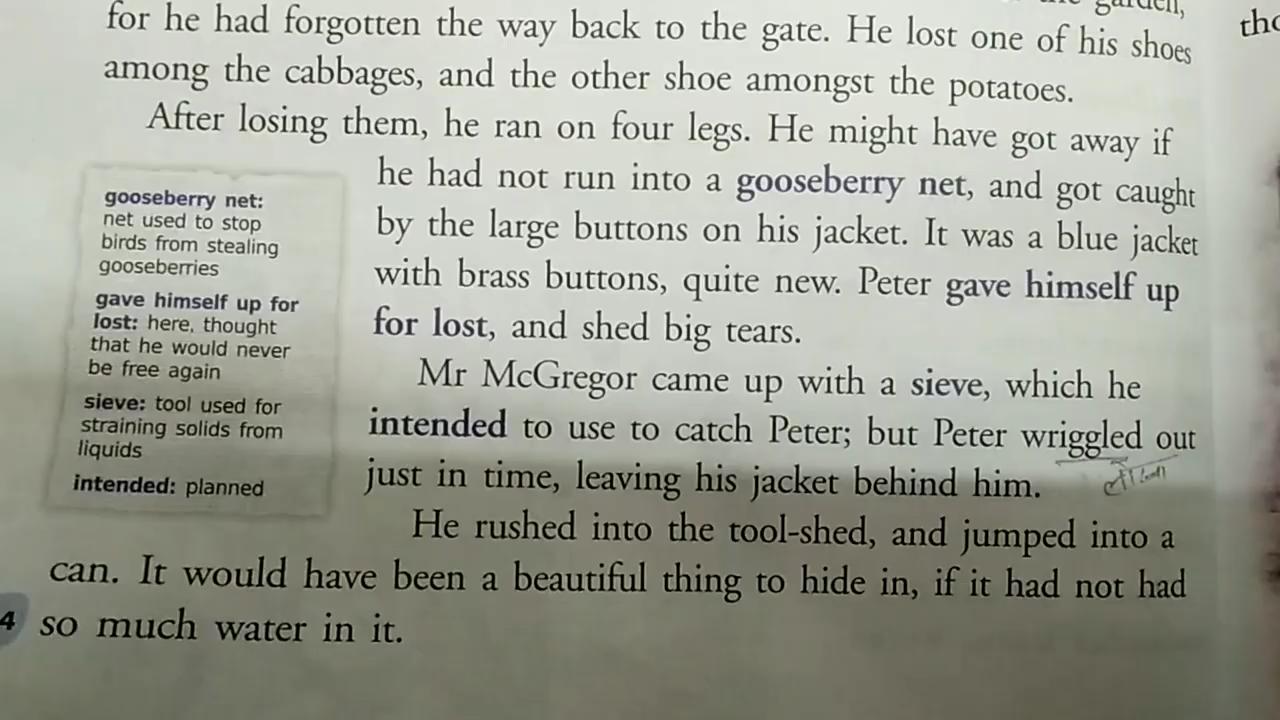 garden,
for he had forgotten the way back to the gate. He lost one of his shoes
among the cabbages, and the other shoe amongst the potatoes.
After losing them, he ran on four legs. He might have got away if
he had not run into a gooseberry net, and got caught
by the large buttons on his jacket. It was a blue jacket
with brass buttons, quite new. Peter gave himself up
for lost, and shed big tears.
Mr McGregor came up with a sieve, which he
intended to use to catch Peter; but Peter wriggled out
just in time, leaving his jacket behind him.
He rushed into the tool-shed, and jumped into a
can. It would have been a beautiful thing to hide in, if it had not had
so much water in it.
gooseberry net:
net used to stop
birds from stealing
gooseberries
gave himself up for
lost: here, thought
that he would never
be free again
sieve: tool used for
straining solids from
liquids
intended: planned
4